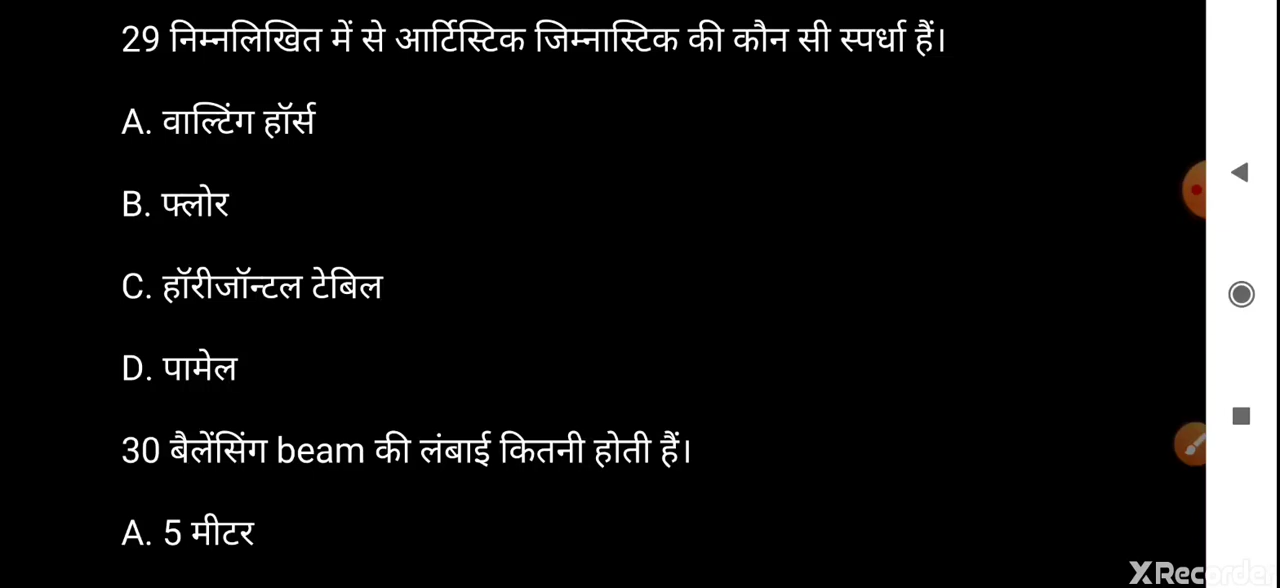 29 निम्नलिखित में से आर्टिस्टिक जिम्नास्टिक की कौन सी स्पर्धा हैं।
A. वाल्टिंग हॉर्स
B. फ्लोर
C. हॉरीजॉन्टल टेबिल
D. पामेल
30 बैलेंसिंग beam की लंबाई कितनी होती हैं।
A. 5 मीटर
XRecorder